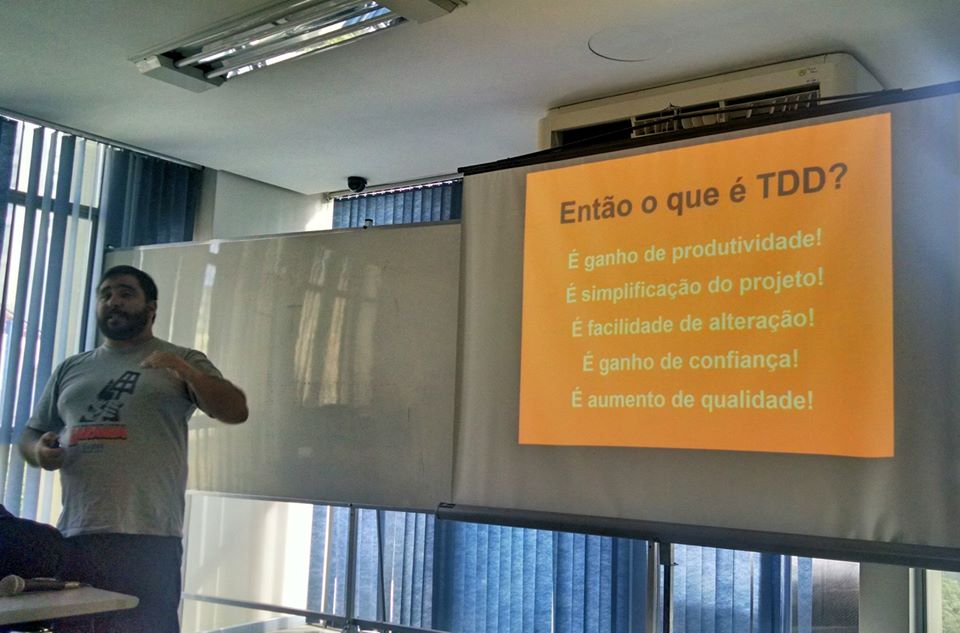 Então o que é TDD?
É ganho de produtividade!
É simplificação do projeto!
É facilidade de alteração!
É ganho de confiança!
É aumento de qualidade!